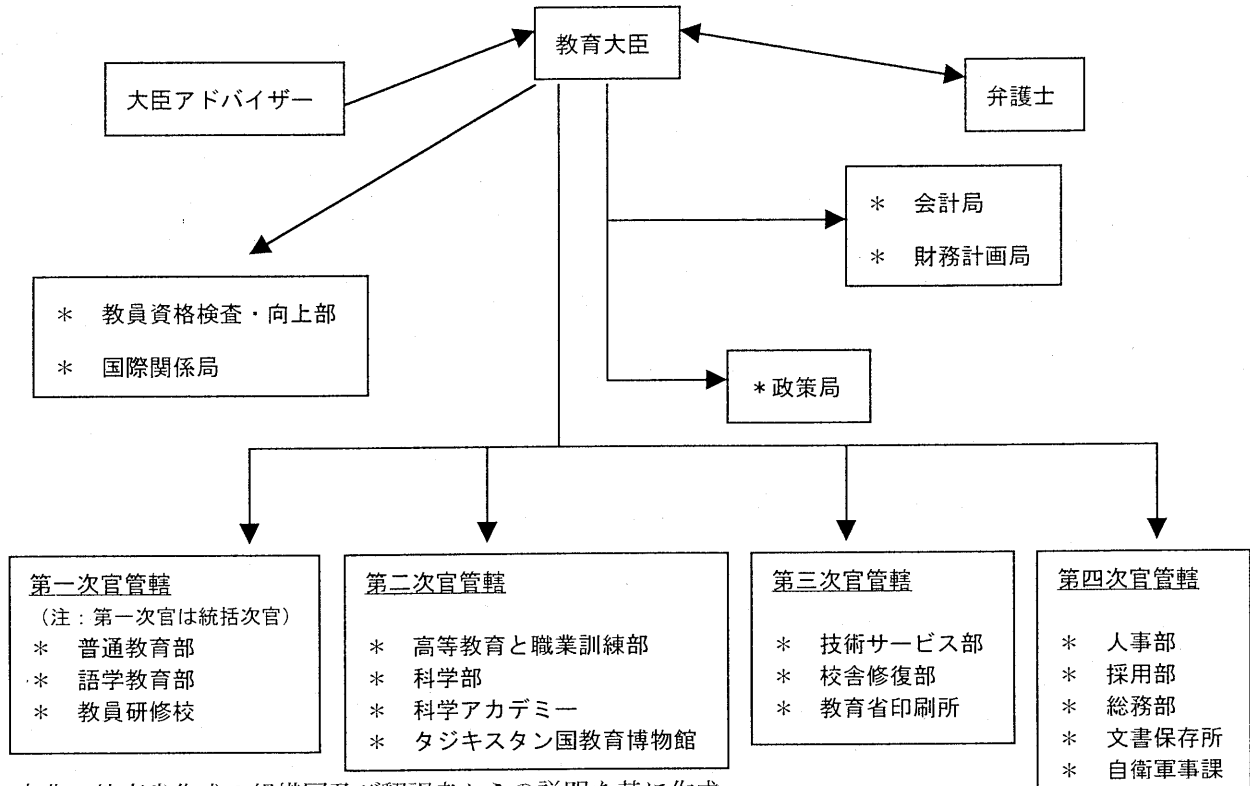 教育大臣
大臣アドバイザー
弁護士
＊ 会計局
＊ 財務計画局
＊ 教員資格検査・向上部
＊ 国際関係局
＊政策局
第一次官管轄
（注：第一次官は統括次官）
＊ 普通教育部
＊ 語学教育部
＊ 教員研修校
第二次官管轄
＊ 高等教育と職業訓練部
＊ 科学部
＊ 科学アカデミー
＊ タジキスタン国教育博物館
第三次官管轄
＊ 技術サービス部
＊ 校舎修復部
＊ 教育省印刷所
第四次官管轄
＊ 人事部
＊ 採用部
＊ 総務部
＊ 文書保存所
＊ 自衛軍事課